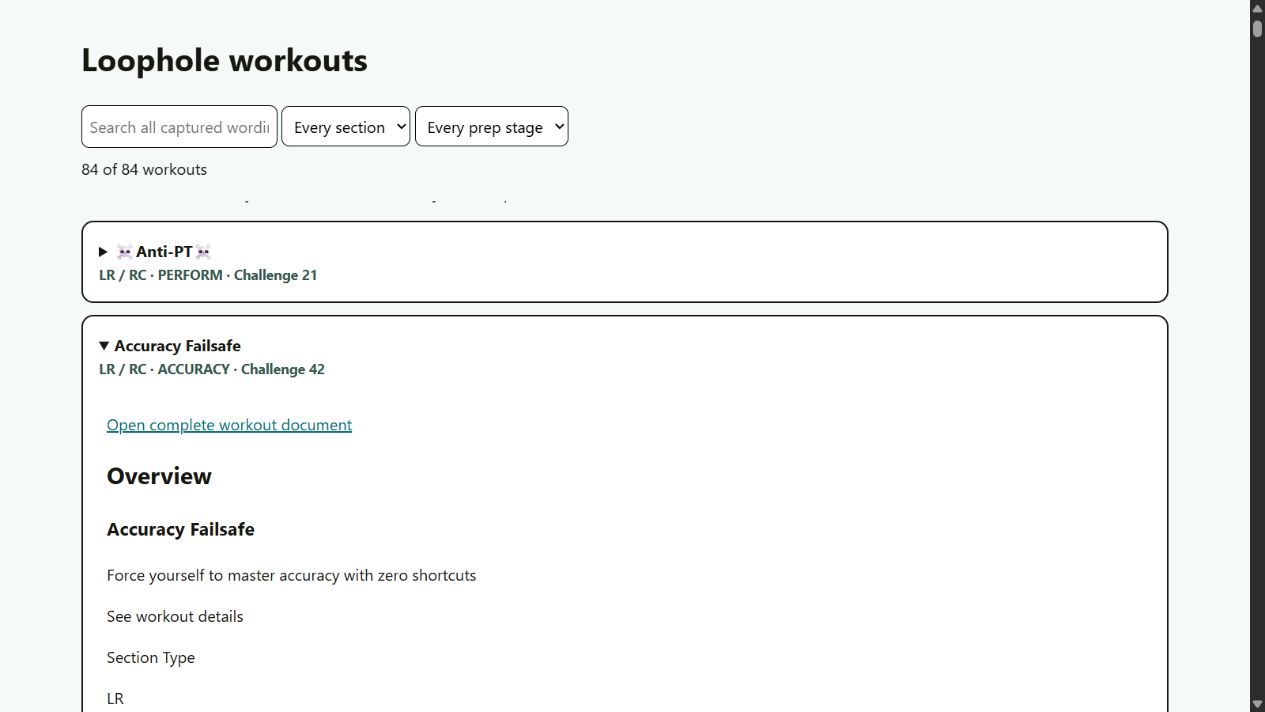 Loophole workouts
Search all captured wordin
Every section
Every prep stage
84 of 84 workouts
☠️Anti-PT☠️
LR / RC · PERFORM · Challenge 21
Accuracy Failsafe
LR / RC · ACCURACY · Challenge 42
Open complete workout document
Overview
Accuracy Failsafe
Force yourself to master accuracy with zero shortcuts
See workout details
Section Type
LR